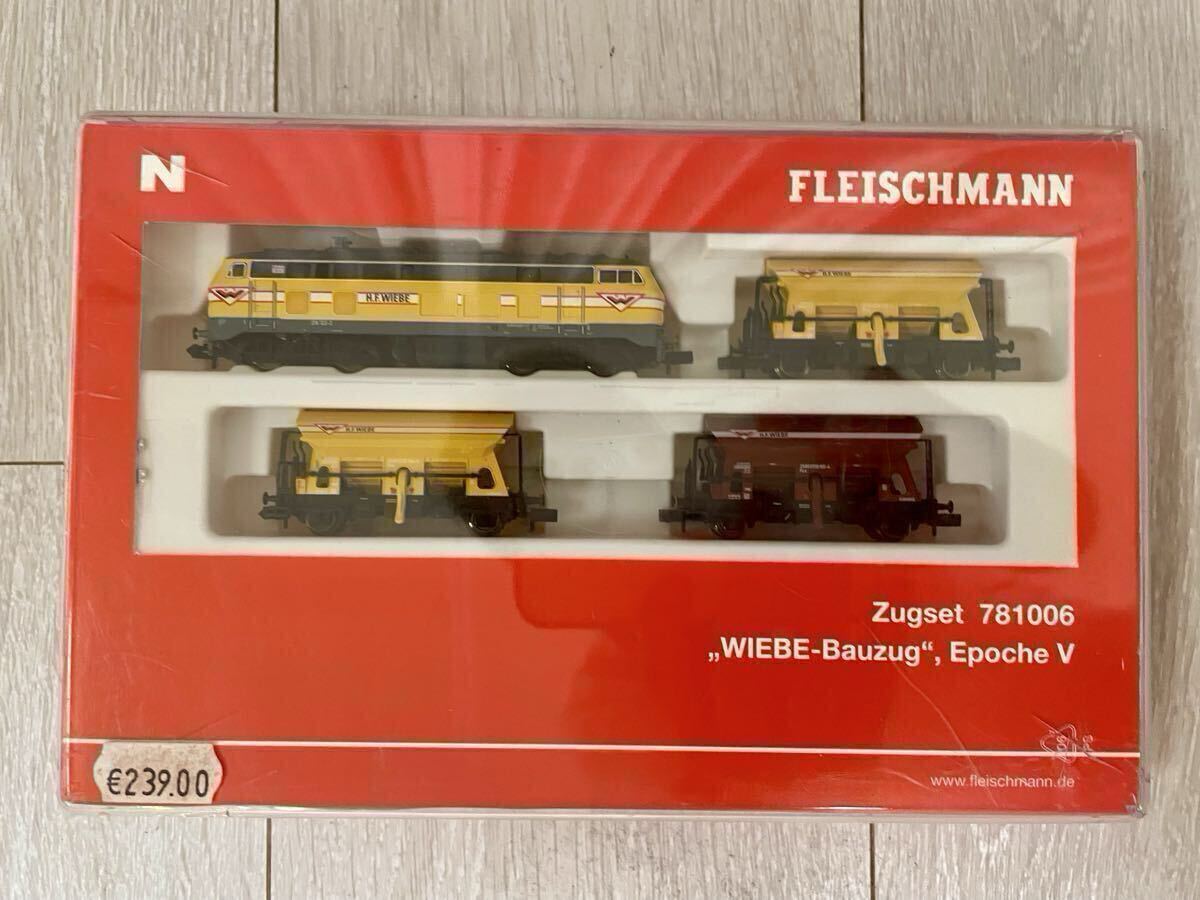 N
FLEISCHMANN
H.F. WIEBE
H.F. WIEBE
H.F. WIEBE
H.F. WIEBE
Zugset 781006
„WIEBE-Bauzug“, Epoche V
€239.00
www.fleischmann.de